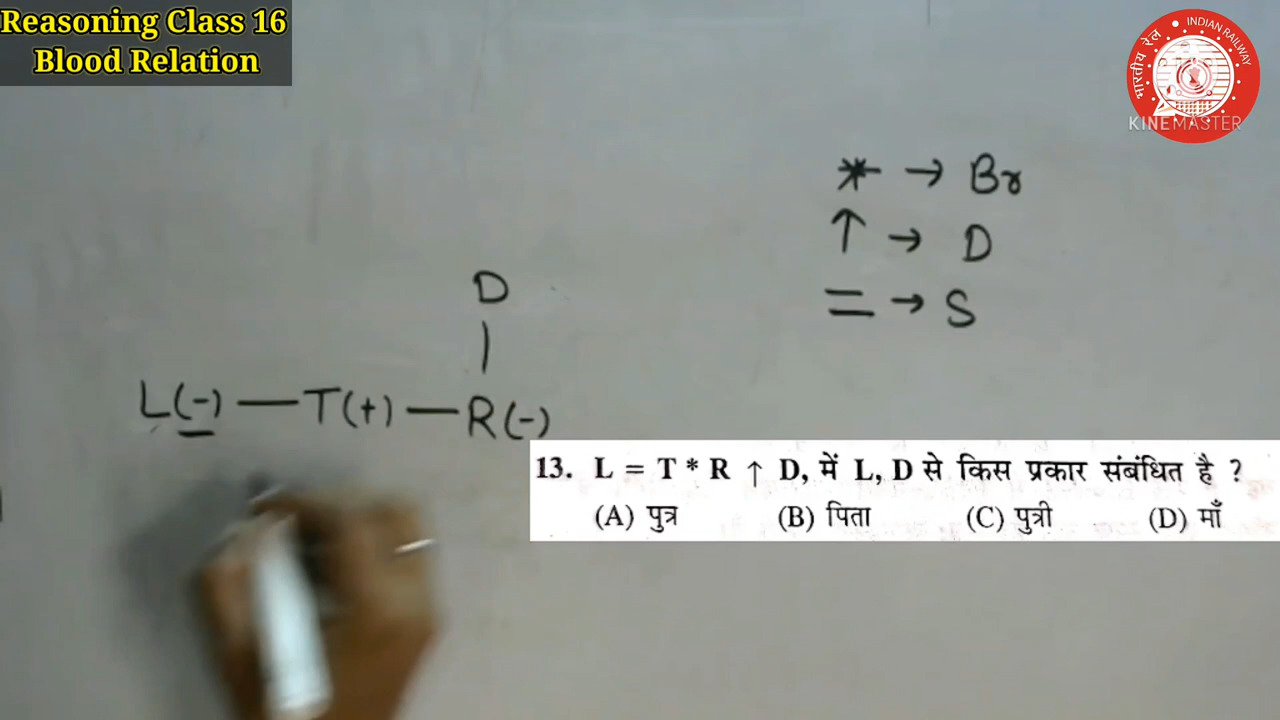 Reasoning Class 16
Blood Relation
भारतीय रेल INDIAN RAILWAY
KINEMASTER
* → Br
↑ → D
= → S
D
|
L(-) — T(+) — R(-)
13. L = T * R ↑ D, में L, D से किस प्रकार संबंधित है ?
(A) पुत्र (B) पिता (C) पुत्री (D) माँ